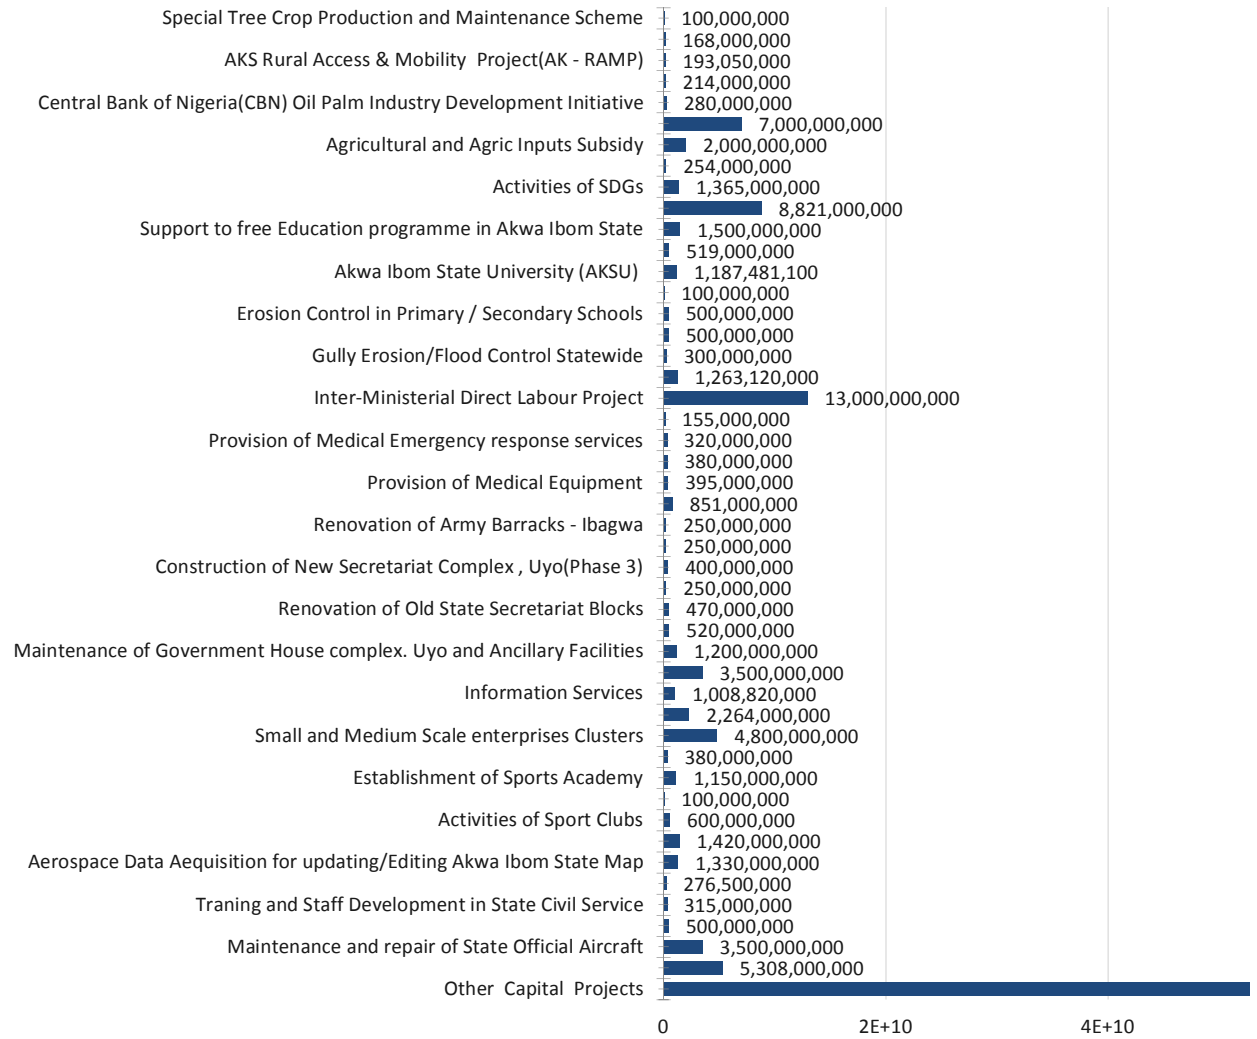 Special Tree Crop Production and Maintenance Scheme 100,000,000
168,000,000
AKS Rural Access & Mobility Project(AK - RAMP) 193,050,000
214,000,000
Central Bank of Nigeria(CBN) Oil Palm Industry Development Initiative 280,000,000
7,000,000,000
Agricultural and Agric Inputs Subsidy 2,000,000,000
254,000,000
Activities of SDGs 1,365,000,000
8,821,000,000
Support to free Education programme in Akwa Ibom State 1,500,000,000
519,000,000
Akwa Ibom State University (AKSU) 1,187,481,100
100,000,000
Erosion Control in Primary / Secondary Schools 500,000,000
500,000,000
Gully Erosion/Flood Control Statewide 300,000,000
1,263,120,000
Inter-Ministerial Direct Labour Project 13,000,000,000
155,000,000
Provision of Medical Emergency response services 320,000,000
380,000,000
Provision of Medical Equipment 395,000,000
851,000,000
Renovation of Army Barracks - Ibagwa 250,000,000
250,000,000
Construction of New Secretariat Complex , Uyo(Phase 3) 400,000,000
250,000,000
Renovation of Old State Secretariat Blocks 470,000,000
520,000,000
Maintenance of Government House complex. Uyo and Ancillary Facilities 1,200,000,000
3,500,000,000
Information Services 1,008,820,000
2,264,000,000
Small and Medium Scale enterprises Clusters 4,800,000,000
380,000,000
Establishment of Sports Academy 1,150,000,000
100,000,000
Activities of Sport Clubs 600,000,000
1,420,000,000
Aerospace Data Aequisition for updating/Editing Akwa Ibom State Map 1,330,000,000
276,500,000
Traning and Staff Development in State Civil Service 315,000,000
500,000,000
Maintenance and repair of State Official Aircraft 3,500,000,000
5,308,000,000
Other Capital Projects
0 2E+10 4E+10